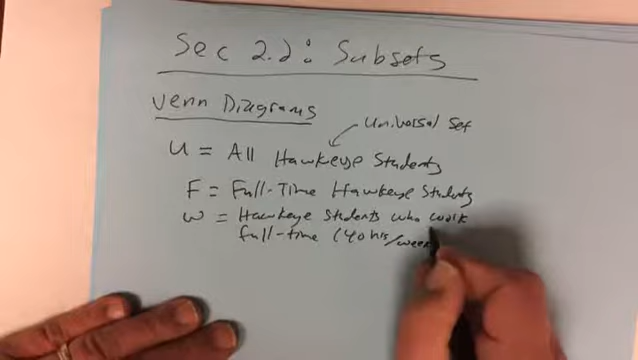 Sec 2.2: Subsets
Venn Diagrams
Universal Set
U = All Hawkeye Students
F = Full-Time Hawkeye Students
W = Hawkeye Students who work
full-time (40 hrs/week